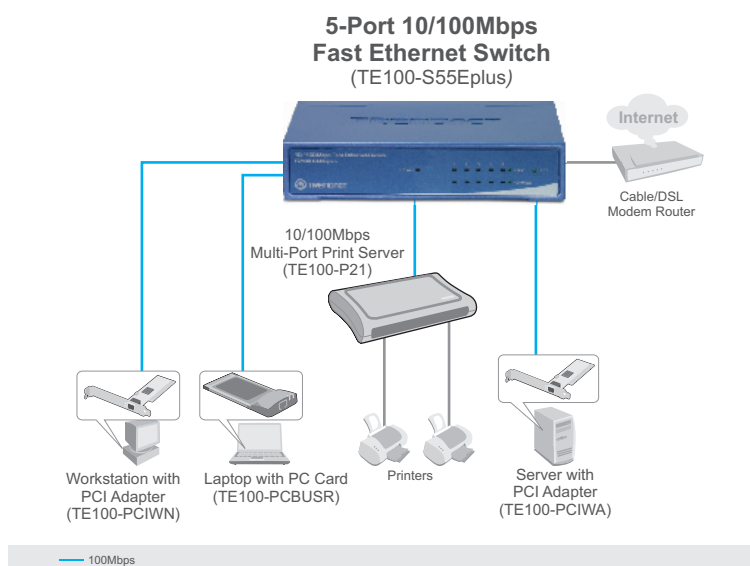 5-Port 10/100Mbps
Fast Ethernet Switch
(TE100-S55Eplus)
Internet
TRENDNET
Cable/DSL
Modem Router
10/100Mbps
Multi-Port Print Server
(TE100-P21)
Workstation with
PCI Adapter
(TE100-PCIWN)
Laptop with PC Card
(TE100-PCBUSR)
Printers
Server with
PCI Adapter
(TE100-PCIWA)
100Mbps